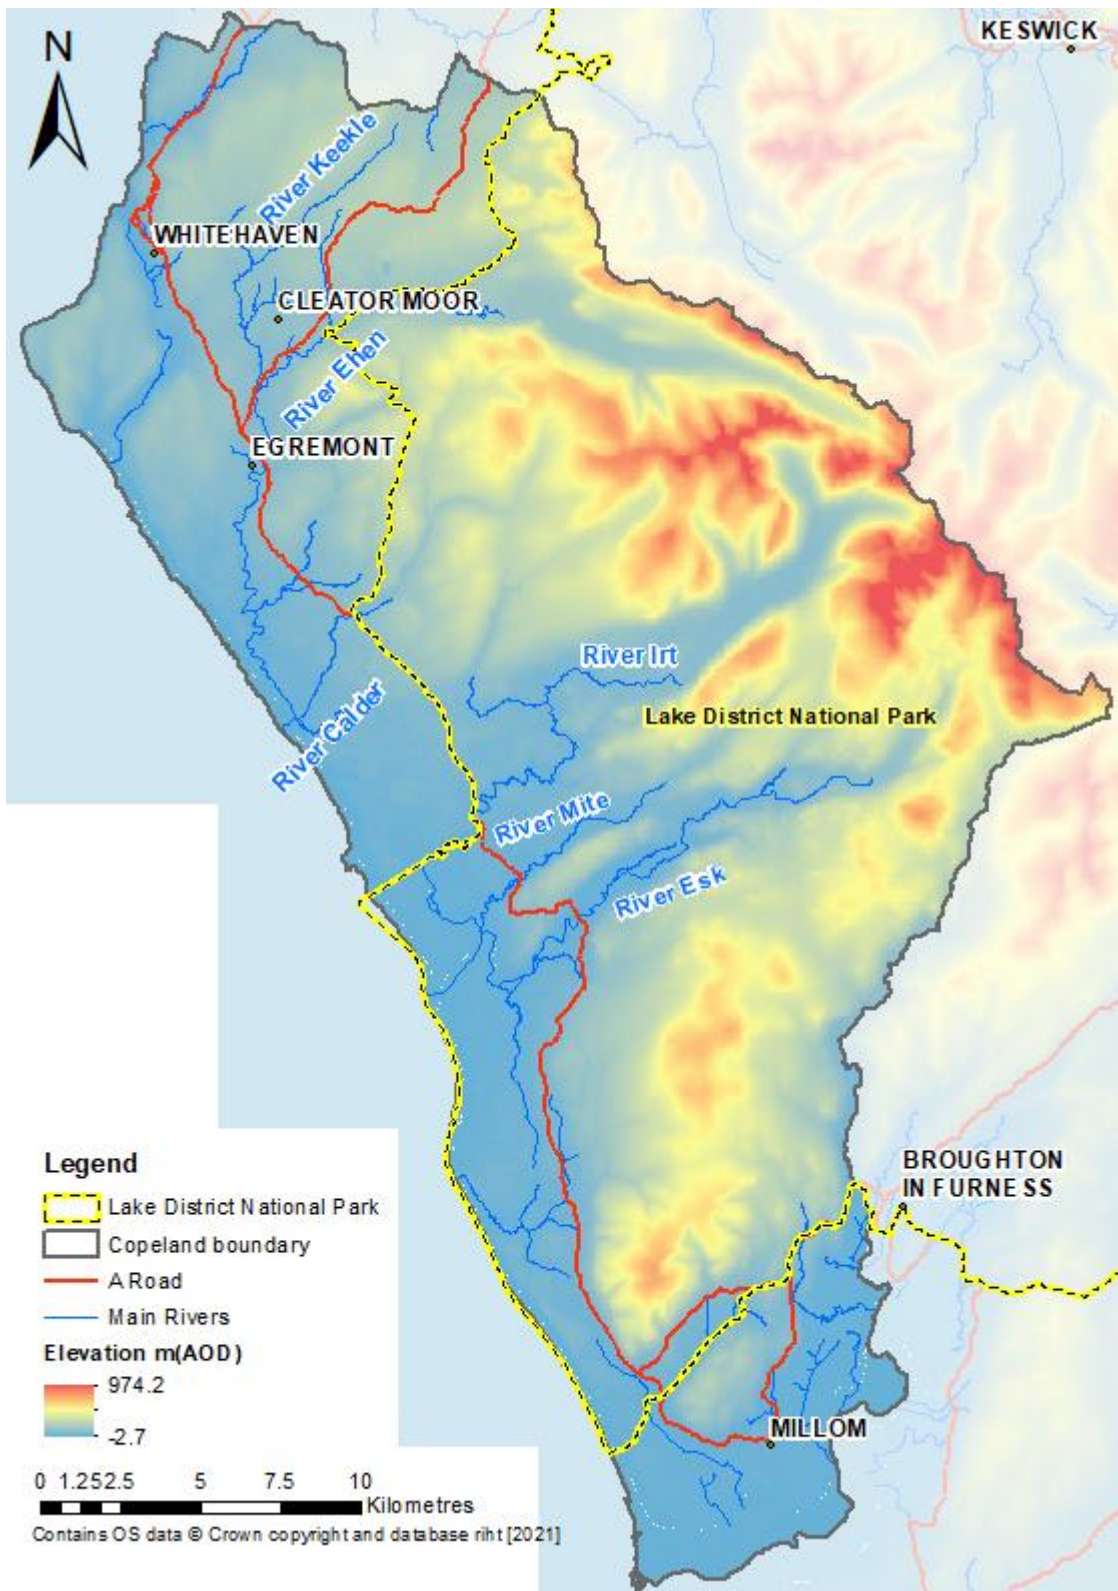 N
KESWICK
River Keekle
WHITEHAVEN
CLEATOR MOOR
River Ehen
EGREMONT
River Irt
Lake District National Park
River Calder
River Mite
River Esk
BROUGHTON
IN FURNESS
MILLOM
Legend
Lake District National Park
Copeland boundary
A Road
Main Rivers
Elevation m(AOD)
974.2
-2.7
0 1.25 2.5 5 7.5 10
Kilometres
Contains OS data © Crown copyright and database riht [2021]